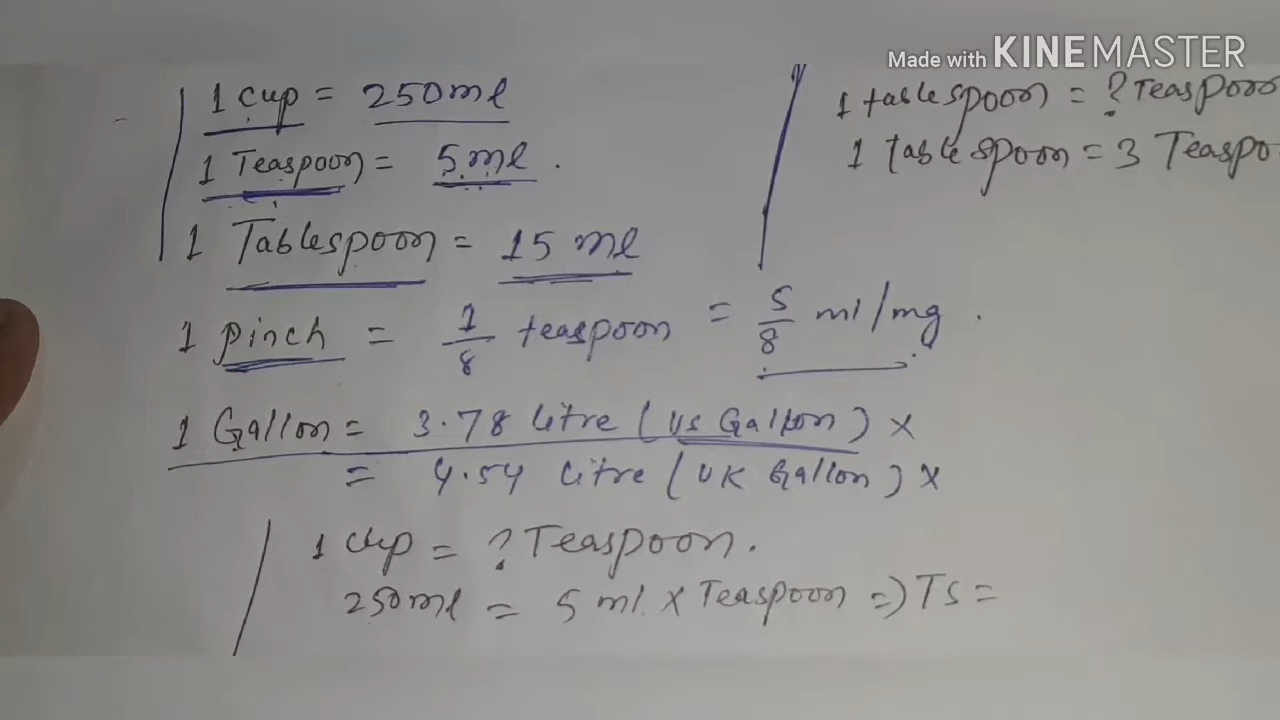 Made with KINEMASTER
1 cup = 250ml
1 Teaspoon = 5ml.
1 Tablespoon = 15 ml
1 pinch = 1/8 teaspoon = 5/8 ml/mg.
1 Gallon = 3.78 litre (US Gallon) x
= 4.54 litre (UK Gallon) x
1 tablespoon = ? Teaspoo
1 tablespoon = 3 Teaspo
1 cup = ? Teaspoon.
250ml = 5 ml. x Teaspoon => Ts =